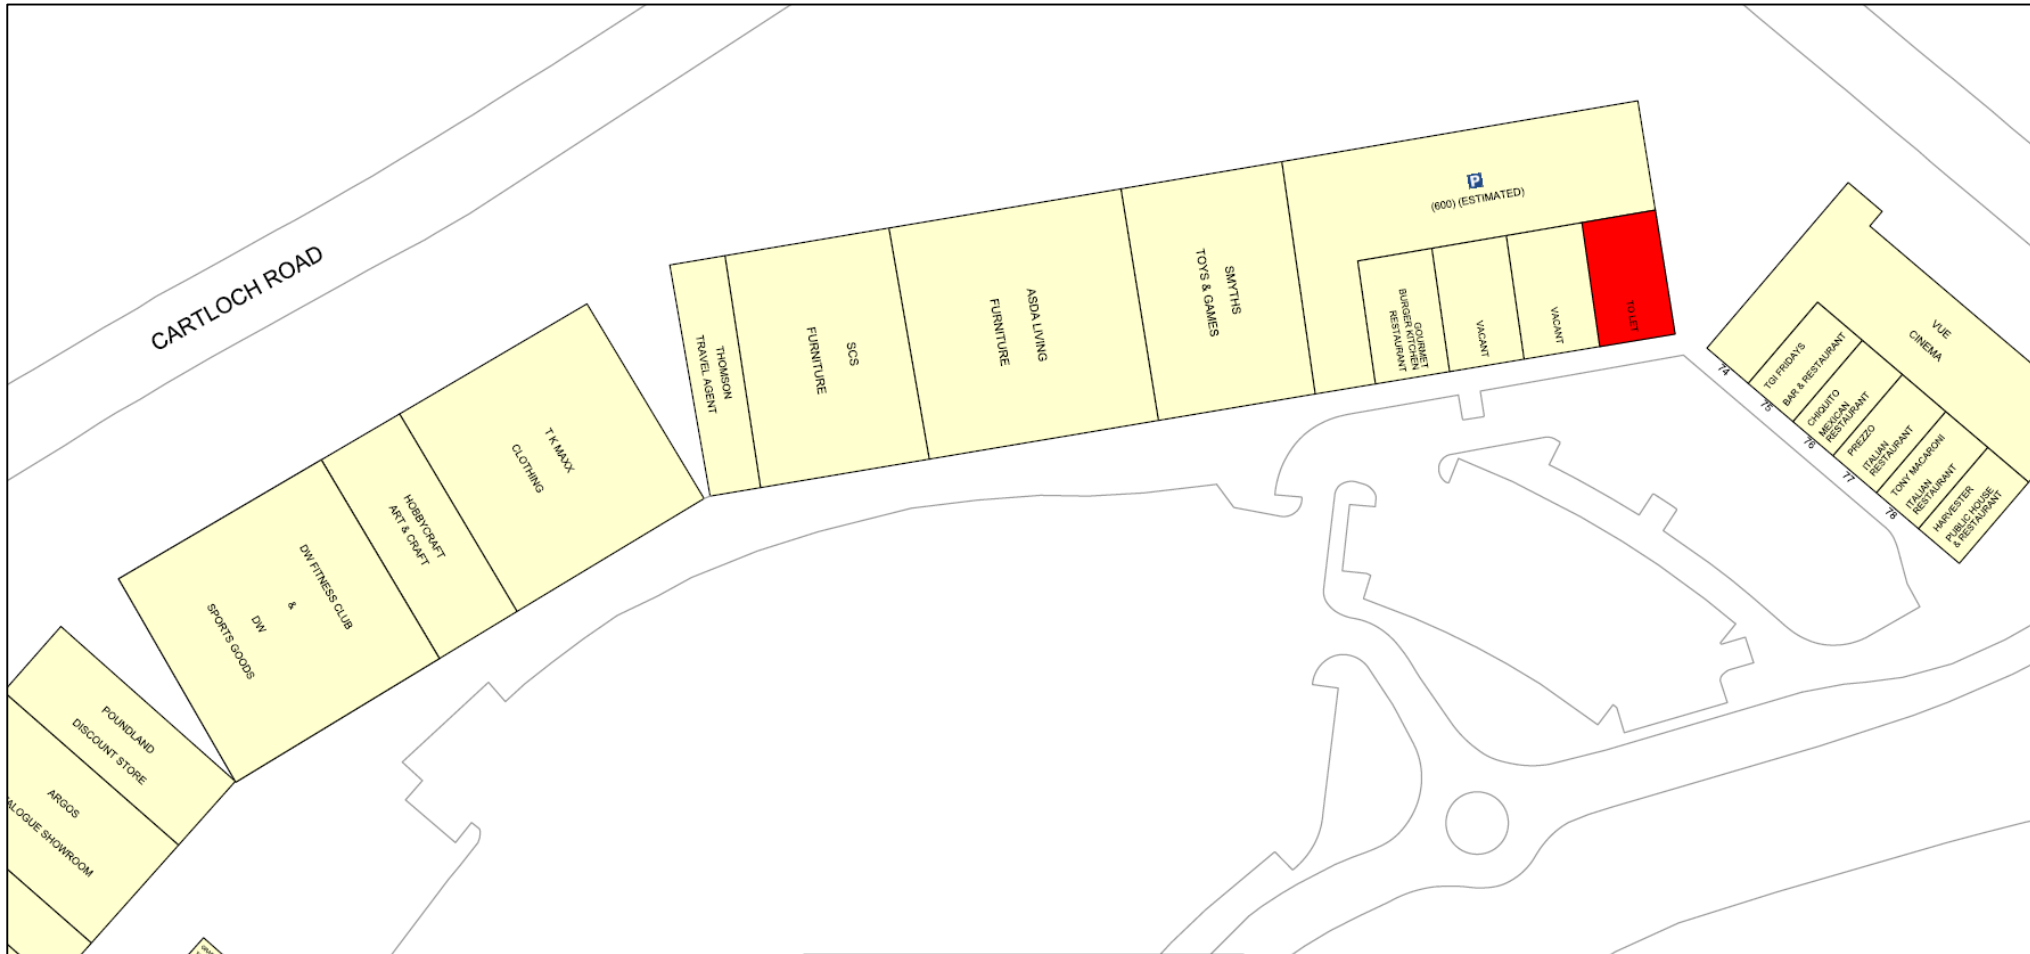 CARTLOCH ROAD
P
(600) (ESTIMATED)
SMYTHS
TOYS & GAMES
ASDA LIVING
FURNITURE
SCS
FURNITURE
THOMSON
TRAVEL AGENT
GOURMET
BURGER KITCHEN
RESTAURANT
VACANT
VACANT
TO LET
VUE
CINEMA
TGI FRIDAYS
BAR & RESTAURANT
CHIQUITO
MEXICAN
RESTAURANT
PREZZO
ITALIAN
RESTAURANT
TONY MACARONI
ITALIAN
RESTAURANT
HARVESTER
PUBLIC HOUSE
& RESTAURANT
74
75
76
77
78
T K MAXX
CLOTHING
HOBBYCRAFT
ART & CRAFT
DW FITNESS CLUB
&
DW
SPORTS GOODS
POUNDLAND
DISCOUNT STORE
ARGOS
ALOGUE SHOWROOM